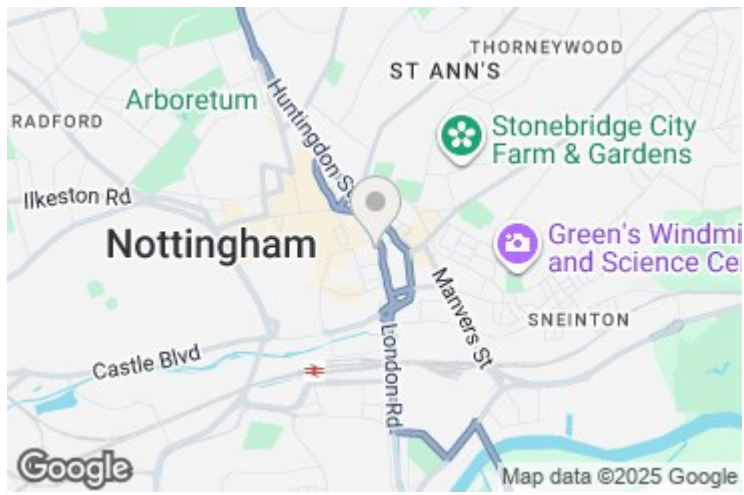 THORNEYWOOD
ST ANN'S
Arboretum
RADFORD
Huntingdon St
Stonebridge City
Farm & Gardens
Ilkeston Rd
Nottingham
Green's Windmi
and Science Cen
Manvers St
SNEINTON
London Rd
Castle Blvd
Google
Map data ©2025 Google